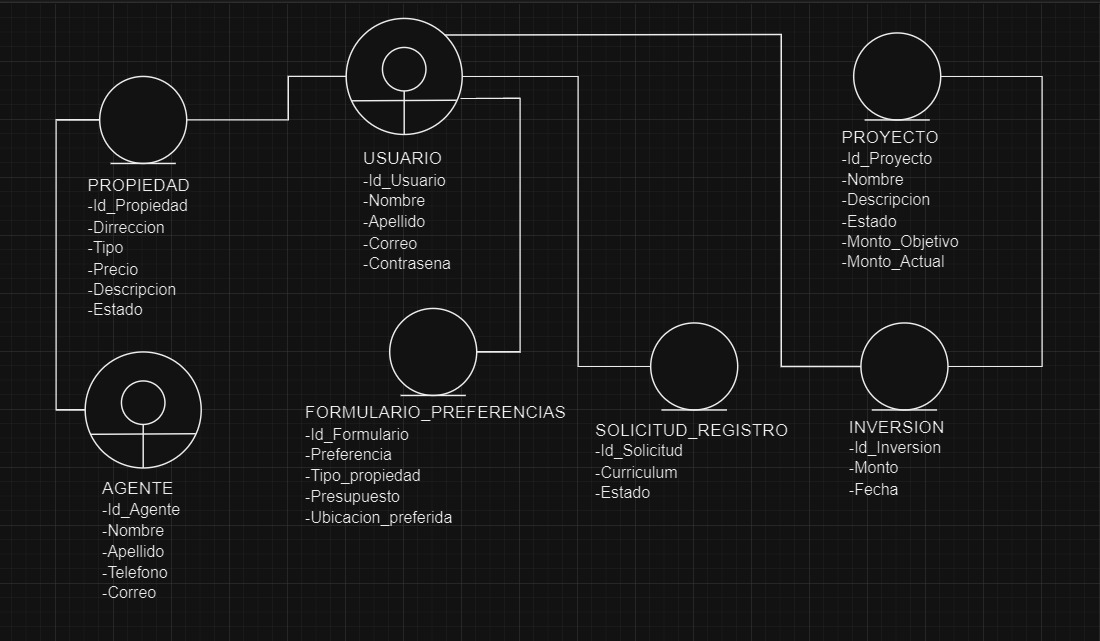 PROPIEDAD
-Id_Propiedad
-Dirreccion
-Tipo
-Precio
-Descripcion
-Estado
AGENTE
-Id_Agente
-Nombre
-Apellido
-Telefono
-Correo
USUARIO
-Id_Usuario
-Nombre
-Apellido
-Correo
-Contrasena
FORMULARIO_PREFERENCIAS
-Id_Formulario
-Preferencia
-Tipo_propiedad
-Presupuesto
-Ubicacion_preferida
SOLICITUD_REGISTRO
-Id_Solicitud
-Curriculum
-Estado
PROYECTO
-Id_Proyecto
-Nombre
-Descripcion
-Estado
-Monto_Objetivo
-Monto_Actual
INVERSION
-Id_Inversion
-Monto
-Fecha